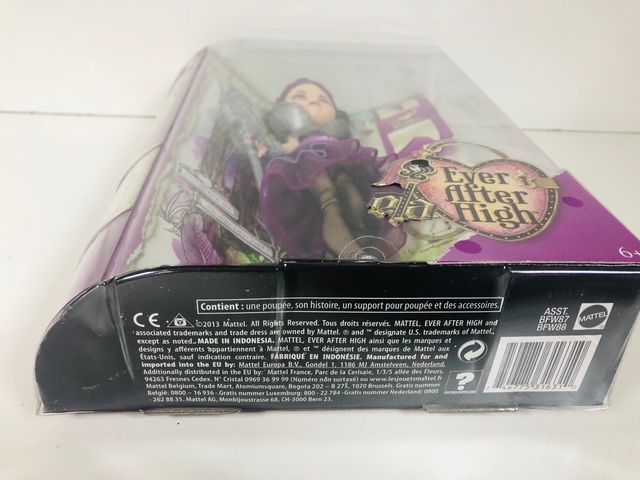 Ever
After
High
6+
Contient : une poupée, son histoire, un support pour poupée et des accessoires.
CE ©2013 Mattel. All Rights Reserved. Tous droits réservés. MATTEL, EVER AFTER HIGH and
associated trademarks and trade dress are owned by Mattel. ® and ™ designate U.S. trademarks of Mattel,
except as noted. MADE IN INDONESIA. MATTEL, EVER AFTER HIGH ainsi que les marques et
designs y afférents appartiennent à Mattel. ® et ™ désignent des marques de Mattel aux
États-Unis, sauf indication contraire. FABRIQUÉ EN INDONÉSIE. Manufactured for and
imported into the EU by: Mattel Europa B.V., Gondel 1, 1186 MJ Amstelveen, Nederland.
Additionally distributed in the EU by: Mattel France, Parc de la Cerisaie, 1/3/5 allée des Fleurs,
94263 Fresnes Cedex. N° Cristal 0969 36 99 99 (Numéro non surtaxé) ou www.lesjouetsmattel.fr
Mattel Belgium, Trade Mart, Atomiumsquare, Bogota 202 - B 275, 1020 Brussels. Gratis nummer
België: 0800 - 16 936 - gratis nummer Luxemburg: 800 - 22 784 - Gratis nummer Nederland: 0800
- 262 88 35. Mattel AG, Monbijoustrasse 68, CH-3000 Bern 23.
ASST.
BFW87
BFW88
MATTEL
?